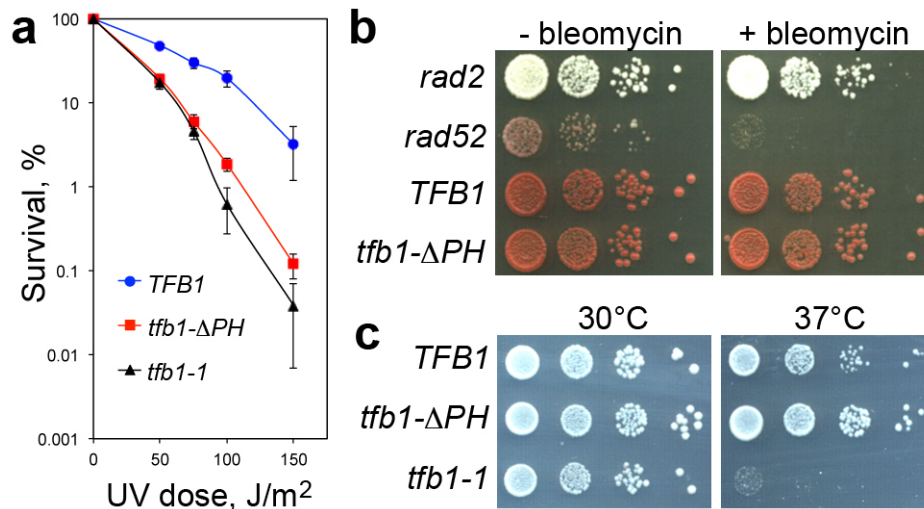 a
Survival, %
100
10
1
0.1
0.01
0.001
TFB1
tfb1-ΔPH
tfb1-1
0
50
100
150
UV dose, J/m²
b
- bleomycin
+ bleomycin
rad2
rad52
TFB1
tfb1-ΔPH
c
30°C
37°C
TFB1
tfb1-ΔPH
tfb1-1